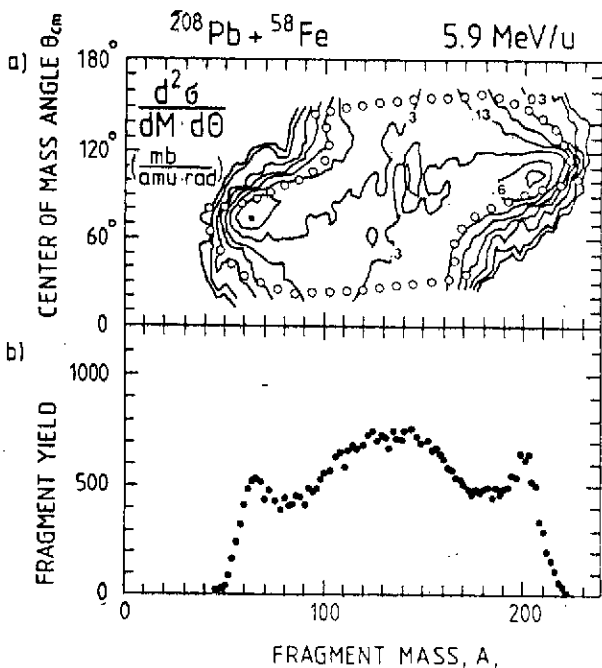 ²⁰⁸Pb + ⁵⁸Fe 5.9 MeV/u
a)
CENTER OF MASS ANGLE θcm
180°
120°
60°
0
d²σ
dM·dΘ
(mb
amu·rad)
.3
.13
.03
.6
.3
b)
FRAGMENT YIELD
1000
500
0
0 100 200
FRAGMENT MASS, A,